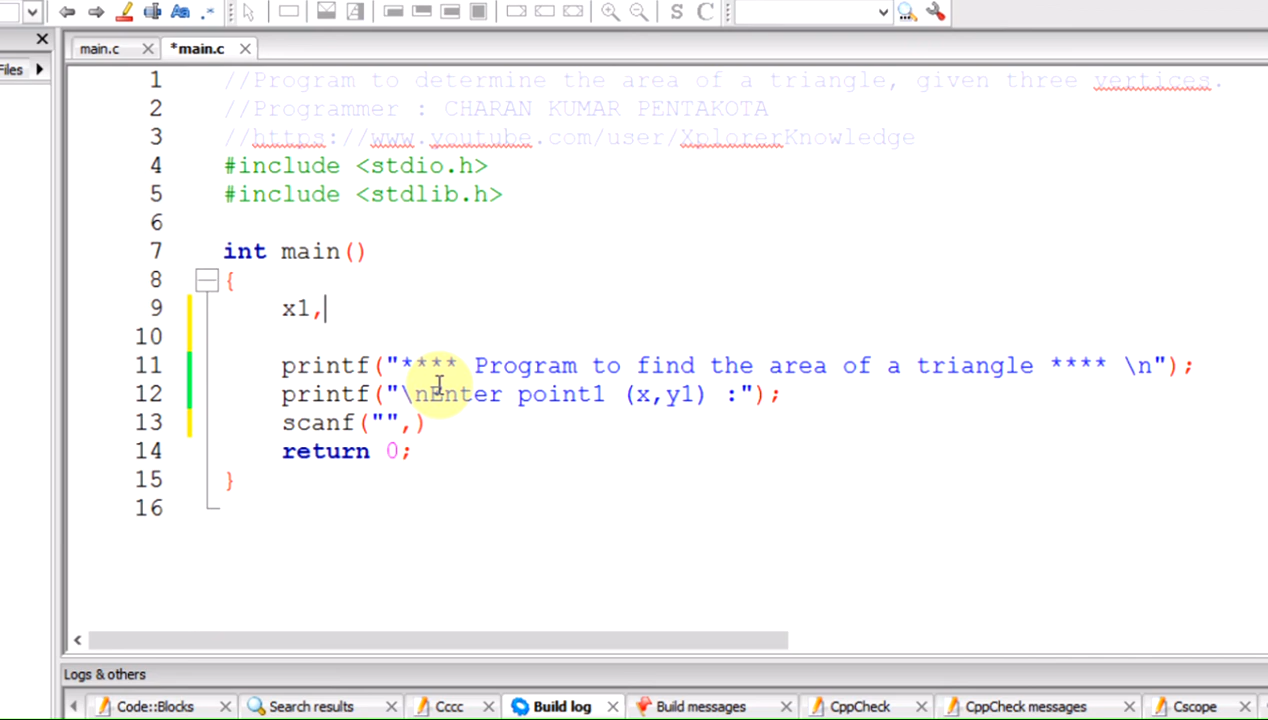 main.c *main.c
Files
1 //Program to determine the area of a triangle, given three vertices.
2 //Programmer : CHARAN KUMAR PENTAKOTA
3 //https://www.youtube.com/user/XplorerKnowledge
4 #include <stdio.h>
5 #include <stdlib.h>
6
7 int main()
8 {
9 x1,
10
11 printf("**** Program to find the area of a triangle **** \n");
12 printf("\nEnter point1 (x,y1) :");
13 scanf("",)
14 return 0;
15 }
16
Logs & others
Code::Blocks Search results Cccc Build log Build messages CppCheck CppCheck messages Cscope